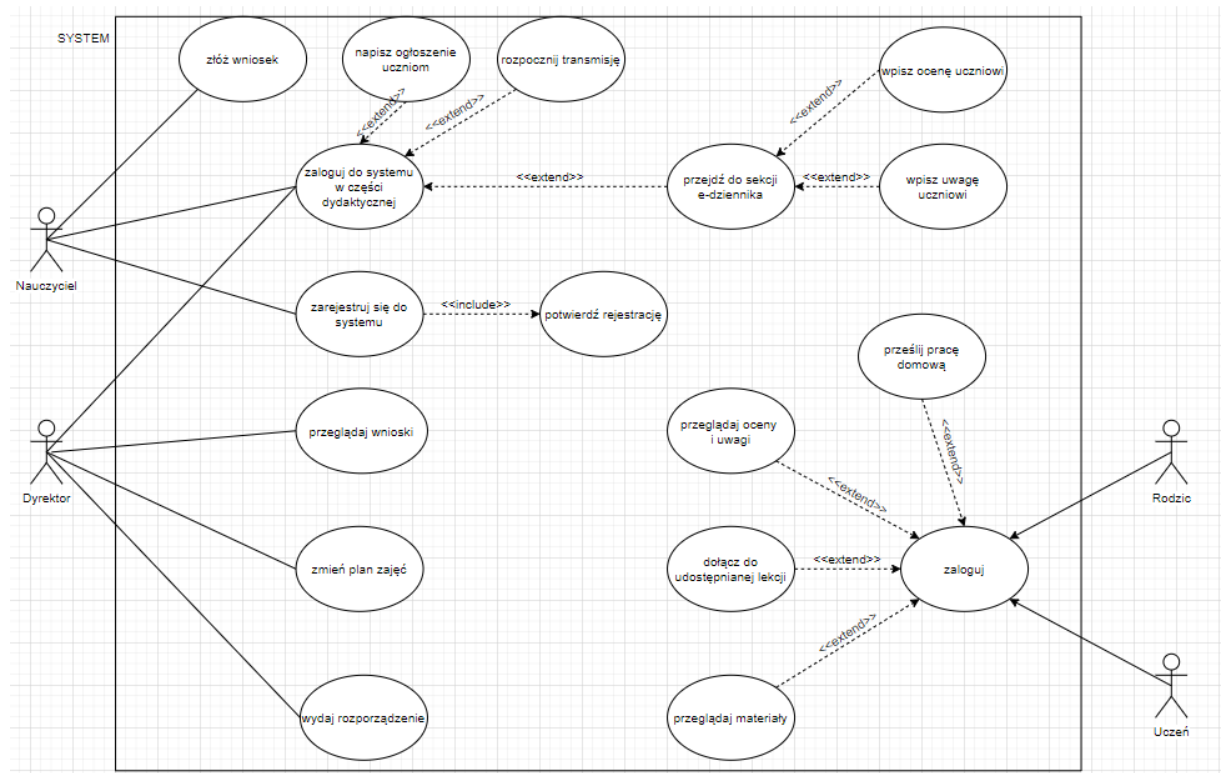 SYSTEM
złóż wniosek
napisz ogłoszenie
uczniom
rozpocznij transmisję
wpisz ocenę uczniowi
<<extend>>
<<extend>>
<<extend>>
zaloguj do systemu
w części
dydaktycznej
<<extend>>
przejdź do sekcji
e-dziennika
<<extend>>
wpisz uwagę
uczniowi
Nauczyciel
zarejestruj się do
systemu
<<include>>
potwierdź rejestrację
prześlij pracę
domową
przeglądaj wnioski
przeglądaj oceny
i uwagi
<<extend>>
<<extend>>
Dyrektor
Rodzic
zmień plan zajęć
dołącz do
udostępnianej lekcji
<<extend>>
zaloguj
<<extend>>
wydaj rozporządzenie
przeglądaj materiały
Uczeń